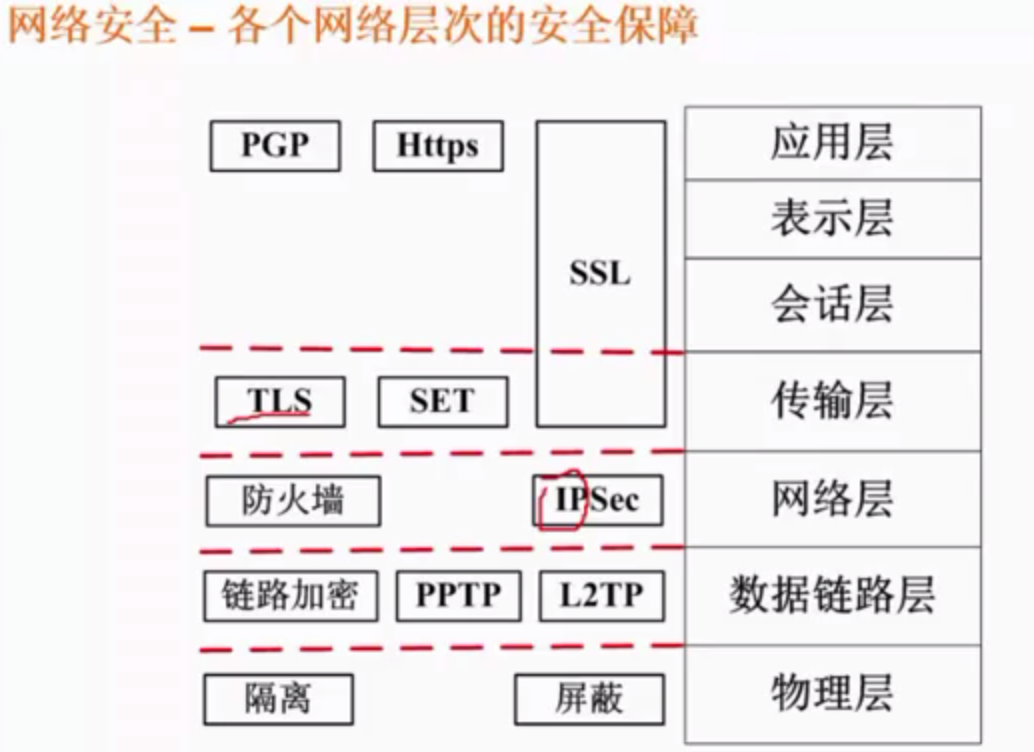 网络安全 – 各个网络层次的安全保障
PGP Https 应用层
表示层
SSL 会话层
TLS SET 传输层
防火墙 IPSec 网络层
链路加密 PPTP L2TP 数据链路层
隔离 屏蔽 物理层